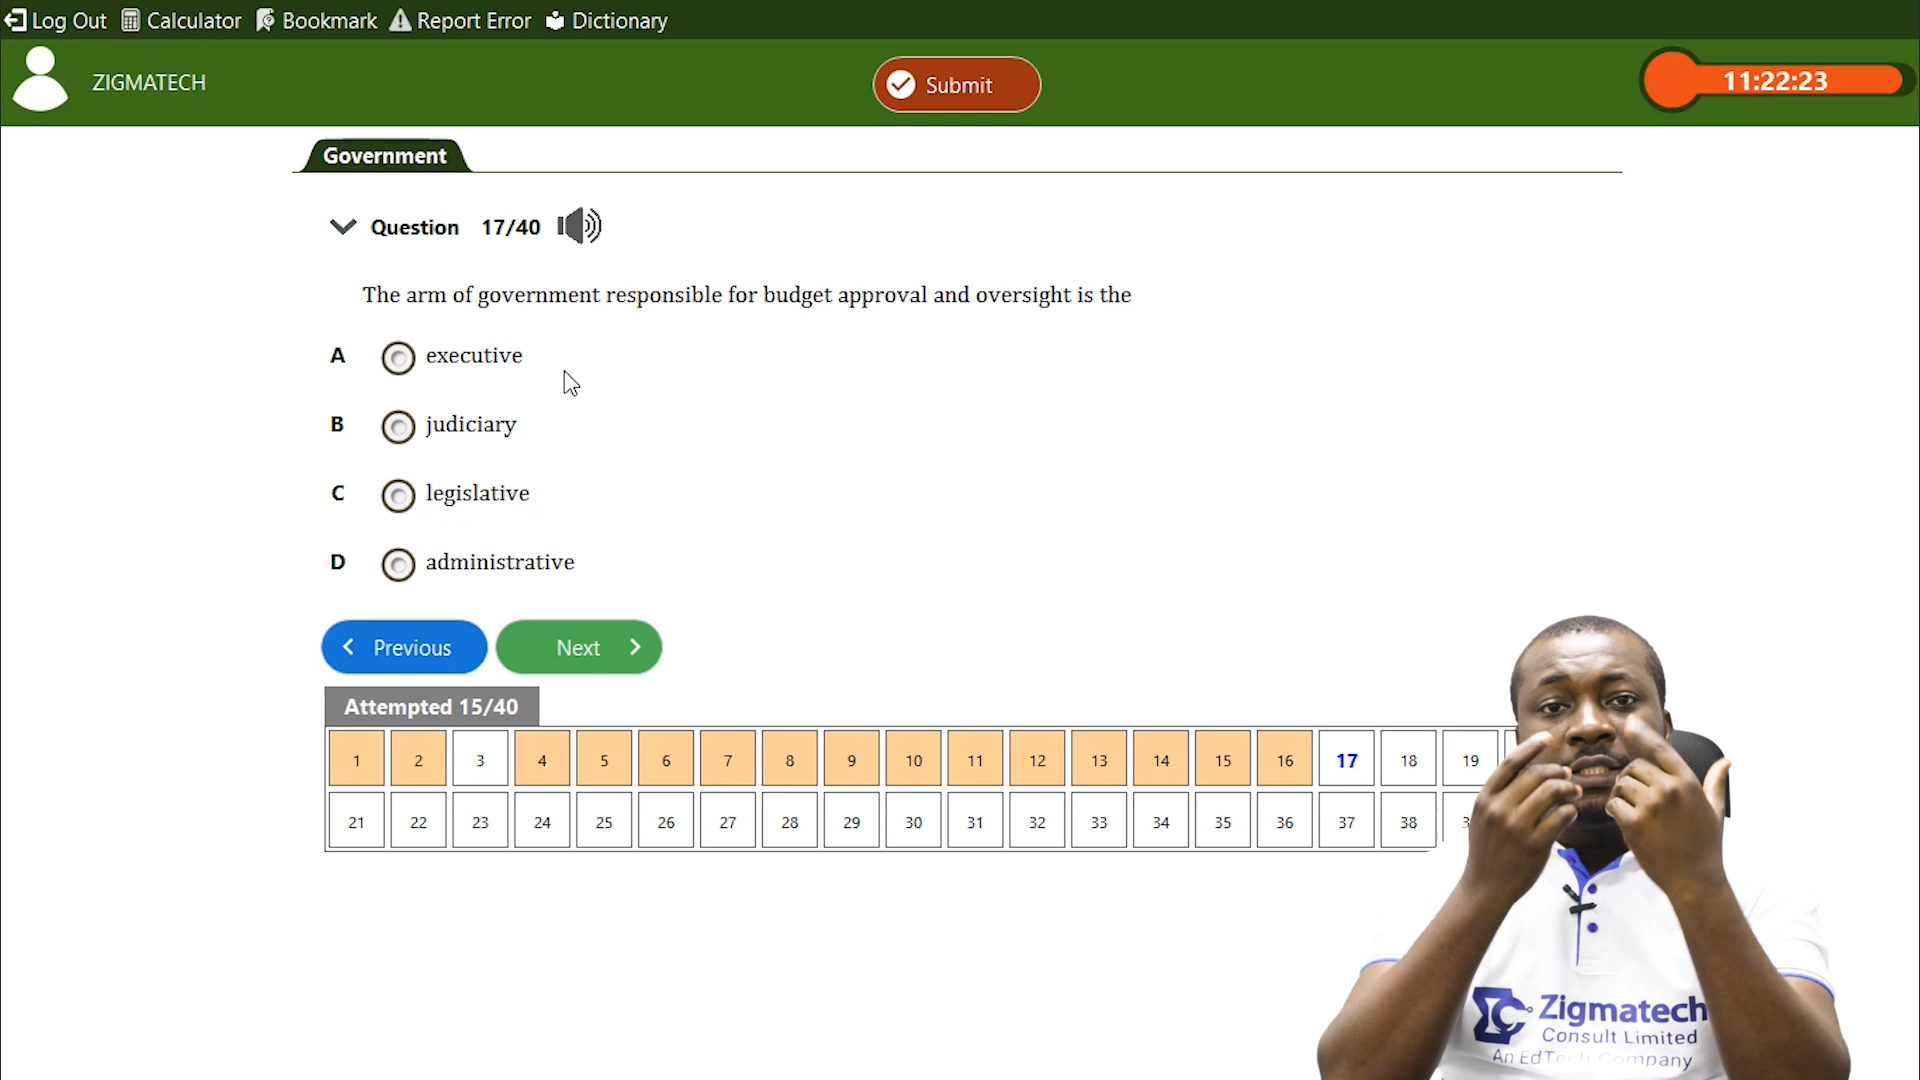 Log Out Calculator Bookmark Report Error Dictionary
ZIGMATECH
Submit
11:22:23
Government
Question 17/40
The arm of government responsible for budget approval and oversight is the
A executive
B judiciary
C legislative
D administrative
Previous Next
Attempted 15/40
1 2 3 4 5 6 7 8 9 10 11 12 13 14 15 16 17 18 19
21 22 23 24 25 26 27 28 29 30 31 32 33 34 35 36 37 38
Zigmatech
Consult Limited
An EdTech Company